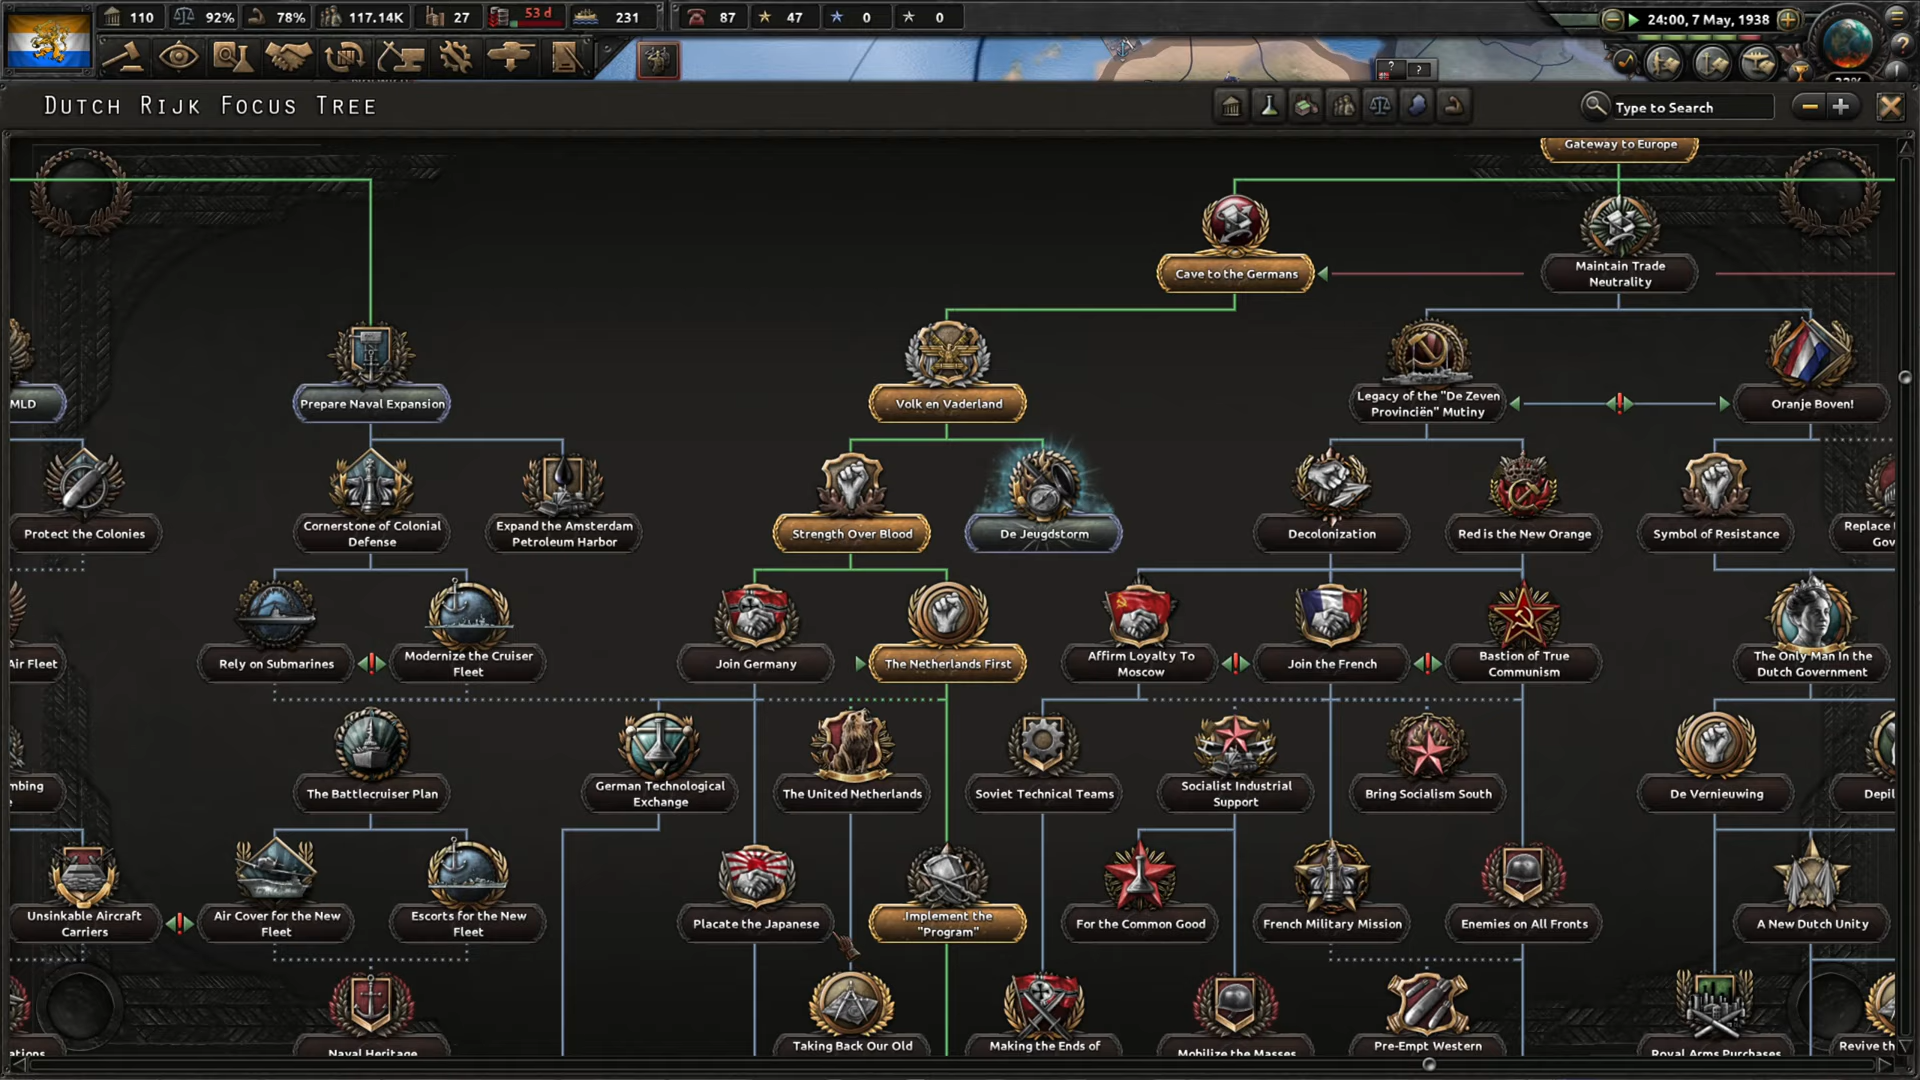 110
92%
78%
117.14K
27
53 d
231
87
47
0
0
24:00, 7 May, 1938
Dutch Rijk Focus Tree
Type to Search
Gateway to Europe
Cave to the Germans
Maintain Trade
Neutrality
MLD
Prepare Naval Expansion
Volk en Vaderland
Legacy of the "De Zeven
Provinciën" Mutiny
Oranje Boven!
Protect the Colonies
Cornerstone of Colonial
Defense
Expand the Amsterdam
Petroleum Harbor
Strength Over Blood
De Jeugdstorm
Decolonization
Red is the New Orange
Symbol of Resistance
Replace
Gov
Air Fleet
Rely on Submarines
Modernize the Cruiser
Fleet
Join Germany
The Netherlands First
Affirm Loyalty To
Moscow
Join the French
Bastion of True
Communism
The Only Man In the
Dutch Government
mbing
The Battlecruiser Plan
German Technological
Exchange
The United Netherlands
Soviet Technical Teams
Socialist Industrial
Support
Bring Socialism South
De Vernieuwing
Depil
Unsinkable Aircraft
Carriers
Air Cover for the New
Fleet
Escorts for the New
Fleet
Placate the Japanese
Implement the
"Program"
For the Common Good
French Military Mission
Enemies on All Fronts
A New Dutch Unity
ations
Naval Heritage
Taking Back Our Old
Making the Ends of
Mobilize the Masses
Pre-Empt Western
Royal Arms Purchases
Revive th